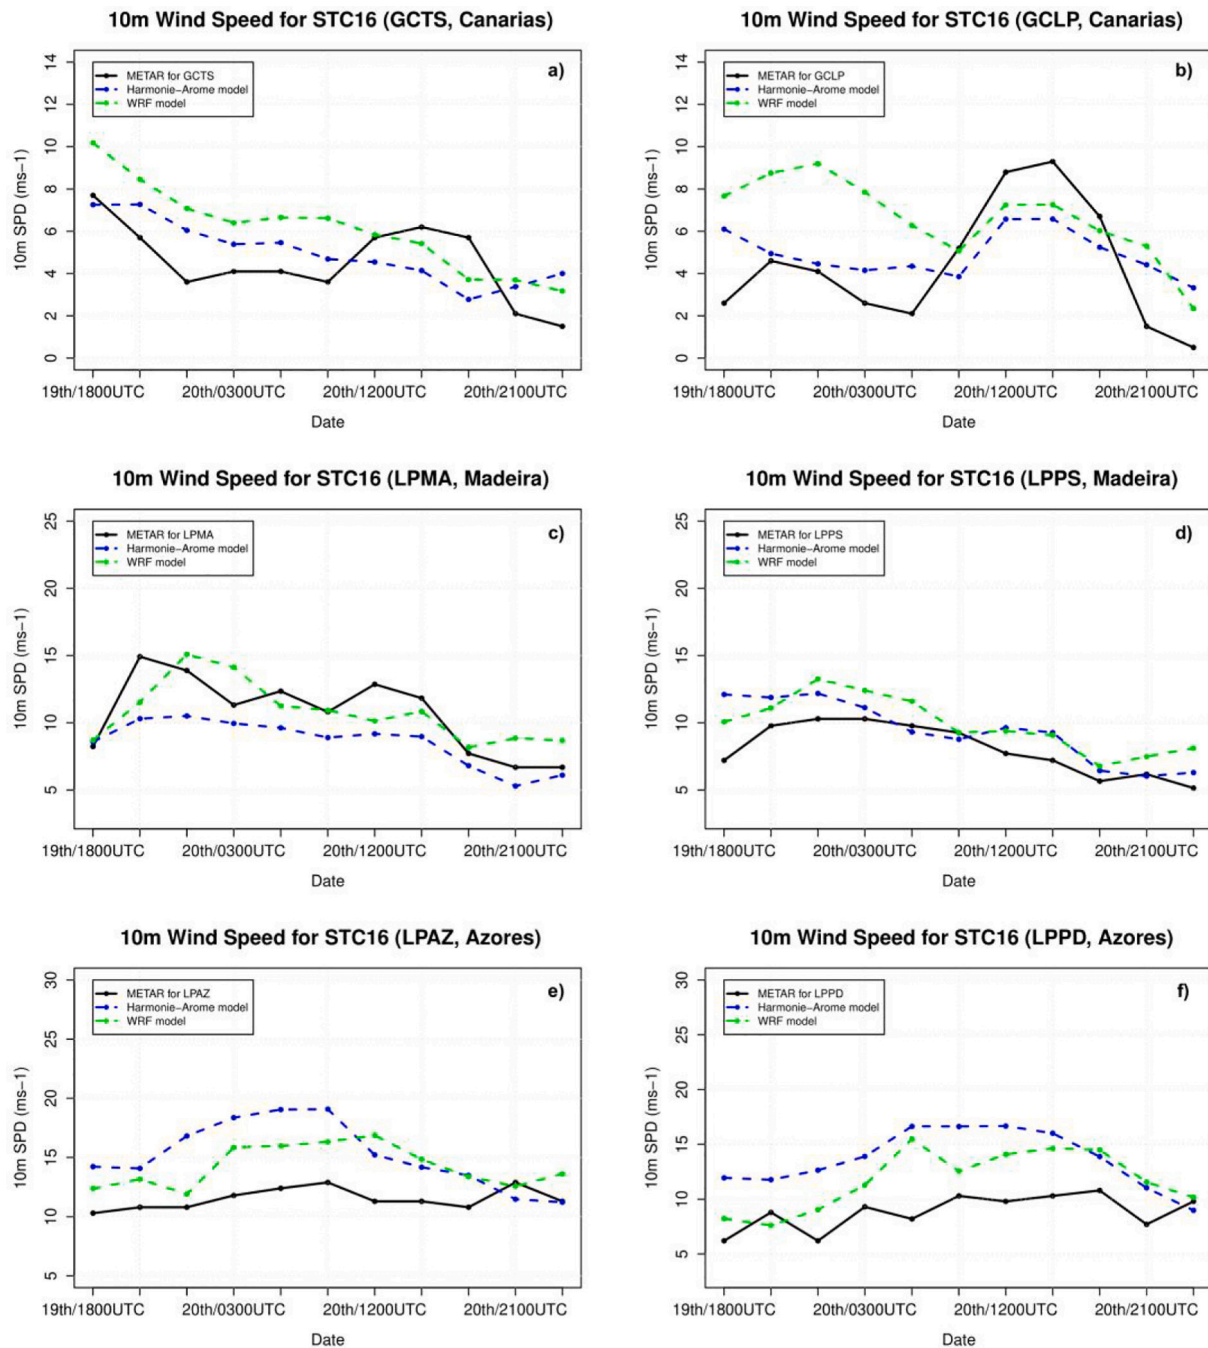 10m Wind Speed for STC16 (GCTS, Canarias)
a)
METAR for GCTS
Harmonie-Arome model
WRF model
10m SPD (ms-1)
14
12
10
8
6
4
2
0
19th/1800UTC 20th/0300UTC 20th/1200UTC 20th/2100UTC
Date
10m Wind Speed for STC16 (GCLP, Canarias)
b)
METAR for GCLP
Harmonie-Arome model
WRF model
10m SPD (ms-1)
14
12
10
8
6
4
2
0
19th/1800UTC 20th/0300UTC 20th/1200UTC 20th/2100UTC
Date
10m Wind Speed for STC16 (LPMA, Madeira)
c)
METAR for LPMA
Harmonie-Arome model
WRF model
10m SPD (ms-1)
25
20
15
10
5
19th/1800UTC 20th/0300UTC 20th/1200UTC 20th/2100UTC
Date
10m Wind Speed for STC16 (LPPS, Madeira)
d)
METAR for LPPS
Harmonie-Arome model
WRF model
10m SPD (ms-1)
25
20
15
10
5
19th/1800UTC 20th/0300UTC 20th/1200UTC 20th/2100UTC
Date
10m Wind Speed for STC16 (LPAZ, Azores)
e)
METAR for LPAZ
Harmonie-Arome model
WRF model
10m SPD (ms-1)
30
25
20
15
10
5
19th/1800UTC 20th/0300UTC 20th/1200UTC 20th/2100UTC
Date
10m Wind Speed for STC16 (LPPD, Azores)
f)
METAR for LPPD
Harmonie-Arome model
WRF model
10m SPD (ms-1)
30
25
20
15
10
5
19th/1800UTC 20th/0300UTC 20th/1200UTC 20th/2100UTC
Date